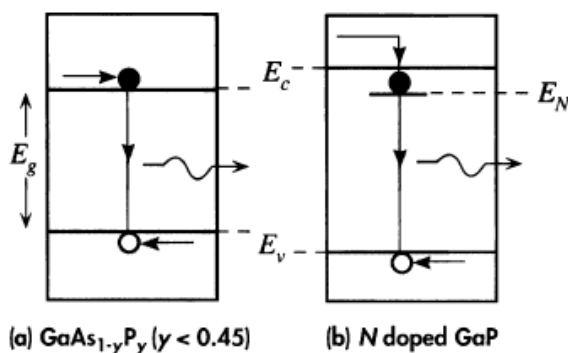 E_c
E_N
E_g
E_v
(a) GaAs₁₋yPy (y < 0.45)
(b) N doped GaP